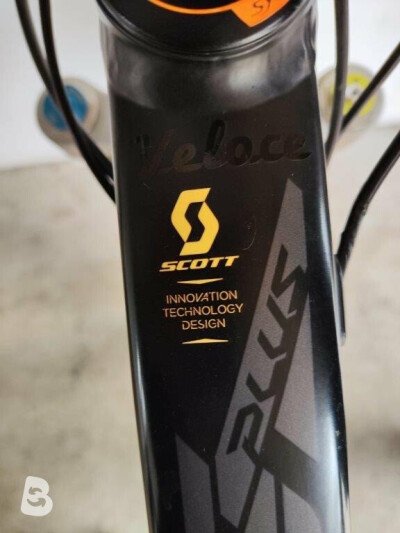 Veloce
SCOTT
INNOVATION
TECHNOLOGY
DESIGN
PLUS